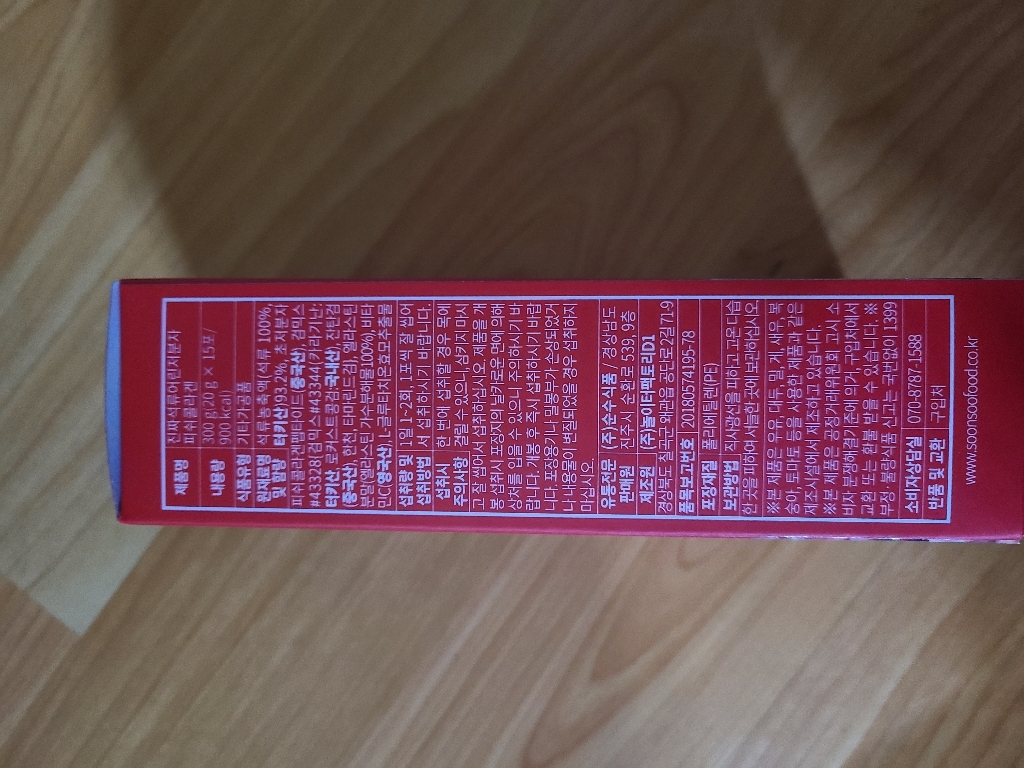 제품명 진짜석류어린분자
피쉬콜라겐
내용량 300 g(20 g × 15포/
90 kcal)
식품유형 기타가공품
원재료명 석류농축액(석류 100%,
및 함량 터키산)98.2%, 초저분자
피쉬콜라겐펩타이드(중국산), 검믹스
#43328(검믹스 #43344(카라기난;
터키산, 로커스트콩검;국내산, 잔탄검
(중국산), 한천, 타마린드검), 엘라스틴
분말(엘라스틴 가수분해물100%), 비타
민C(영국산), L-글루타치온효모추출물
섭취량 및 1일 1~2회, 1포씩 잘 씹어
섭취방법 서 섭취하시기 바랍니다.
섭취시 한 번에 섭취할 경우 목에
주의사항 걸릴 수 있으니, 삼키지 마시
고 잘 씹어서 섭취하십시오. 제품을 개
봉 섭취시 포장지의 날카로운 면에 의해
상처를 입을 수 있으니 주의하시기 바
랍니다. 개봉 후 즉시 섭취하시기 바랍
니다. 포장용기나 밀봉부가 손상되었거
나 내용물이 변질되었을 경우 섭취하지
마십시오.
유통전문 (주)순수식품 / 경상남도
판매원 진주시 순환로 539, 9층
제조원 (주)놀이터팩토리D1 /
경상북도 칠곡군 왜관읍 공단로2길 71.9
품목보고번호 20180574195-78
포장재질 폴리에틸렌(PE)
보관방법 직사광선을 피하고 고온다습
한 곳을 피하여 서늘한 곳에 보관하십시오.
※본 제품은 우유, 대두, 밀, 게, 새우, 복
숭아, 토마토 등을 사용한 제품과 같은
제조시설에서 제조하고 있습니다.
※본 제품은 공정거래위원회 고시 소
비자분쟁해결기준에 의거, 구입처에서
교환 또는 환불 받을 수 있습니다. ※
부정·불량식품 신고는 국번없이 1399
소비자상담실 070-8787-1588
반품 및 교환 구입처
www.soonsoofood.co.kr